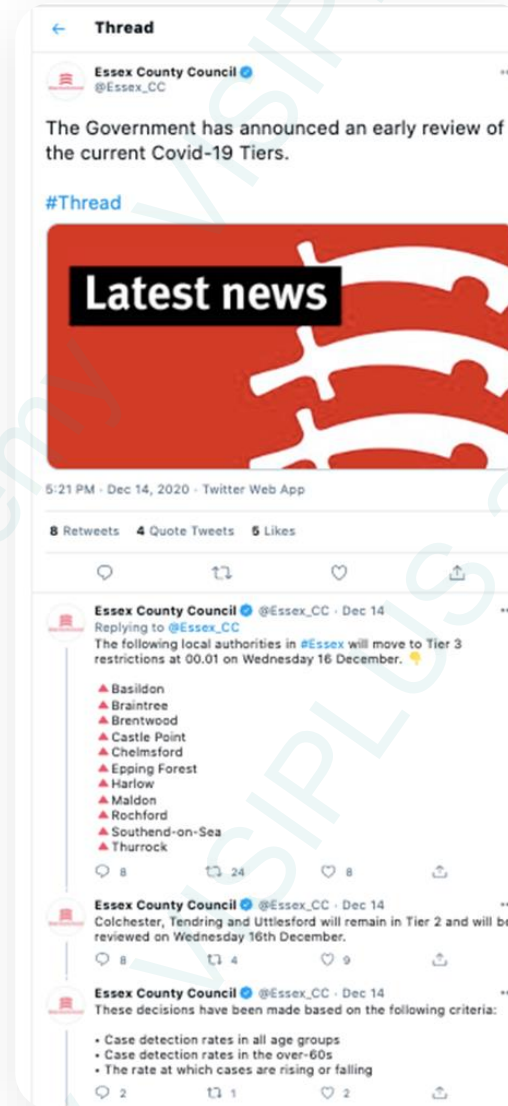 Thread
Essex County Council
@Essex_CC
The Government has announced an early review of
the current Covid-19 Tiers.
#Thread
Latest news
5:21 PM · Dec 14, 2020 · Twitter Web App
8 Retweets 4 Quote Tweets 5 Likes
Essex County Council @Essex_CC · Dec 14
Replying to @Essex_CC
The following local authorities in #Essex will move to Tier 3
restrictions at 00.01 on Wednesday 16 December.
Basildon
Braintree
Brentwood
Castle Point
Chelmsford
Epping Forest
Harlow
Maldon
Rochford
Southend-on-Sea
Thurrock
8 24 8
Essex County Council @Essex_CC · Dec 14
Colchester, Tendring and Uttlesford will remain in Tier 2 and will be
reviewed on Wednesday 16th December.
8 4 9
Essex County Council @Essex_CC · Dec 14
These decisions have been made based on the following criteria:
• Case detection rates in all age groups
• Case detection rates in the over-60s
• The rate at which cases are rising or falling
2 1 2
VISIPLUS